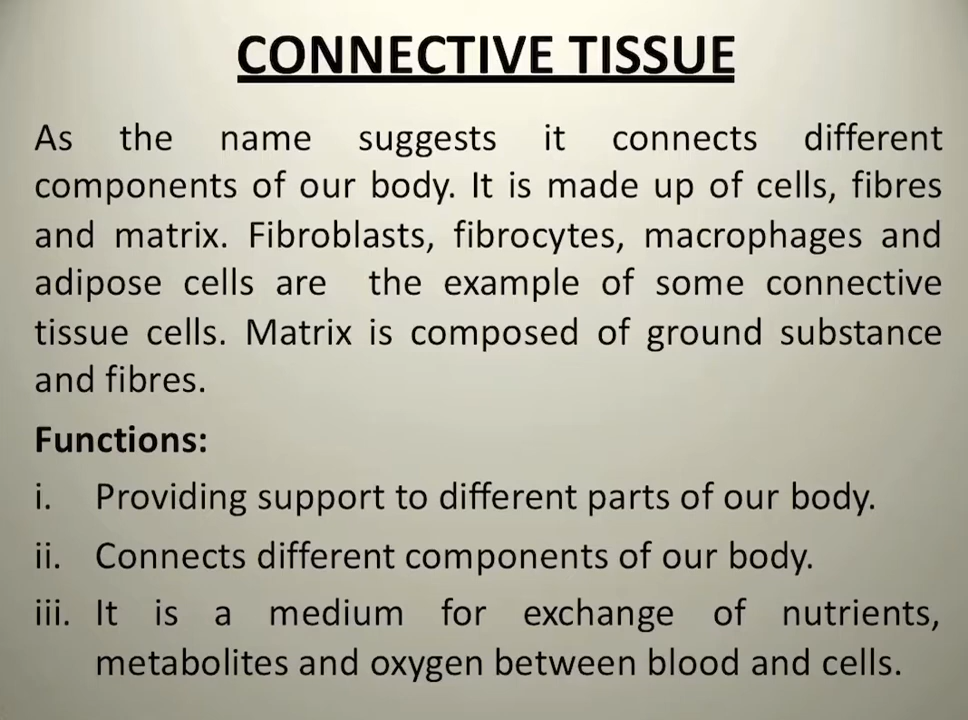 CONNECTIVE TISSUE
As the name suggests it connects different
components of our body. It is made up of cells, fibres
and matrix. Fibroblasts, fibrocytes, macrophages and
adipose cells are the example of some connective
tissue cells. Matrix is composed of ground substance
and fibres.
Functions:
i. Providing support to different parts of our body.
ii. Connects different components of our body.
iii. It is a medium for exchange of nutrients,
metabolites and oxygen between blood and cells.